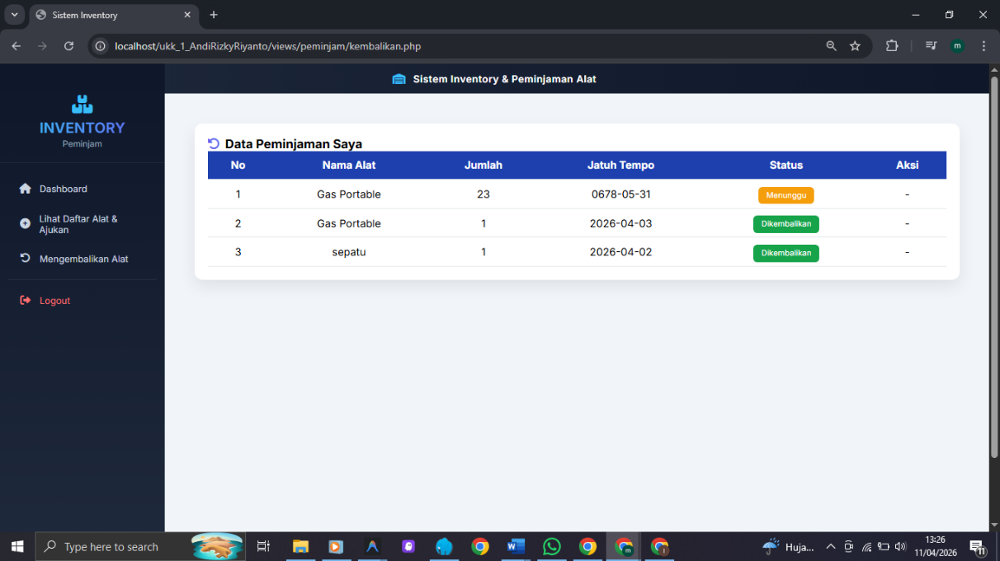 Sistem Inventory
localhost/ukk_1_AndiRizkyRiyanto/views/peminjam/kembalikan.php
m
INVENTORY
Peminjam
Dashboard
Lihat Daftar Alat &
Ajukan
Mengembalikan Alat
Logout
Sistem Inventory & Peminjaman Alat
Data Peminjaman Saya
No Nama Alat Jumlah Jatuh Tempo Status Aksi
1 Gas Portable 23 0678-05-31 Menunggu -
2 Gas Portable 1 2026-04-03 Dikembalikan -
3 sepatu 1 2026-04-02 Dikembalikan -
Type here to search
W
m
Huja...
13:26
11/04/2026
11